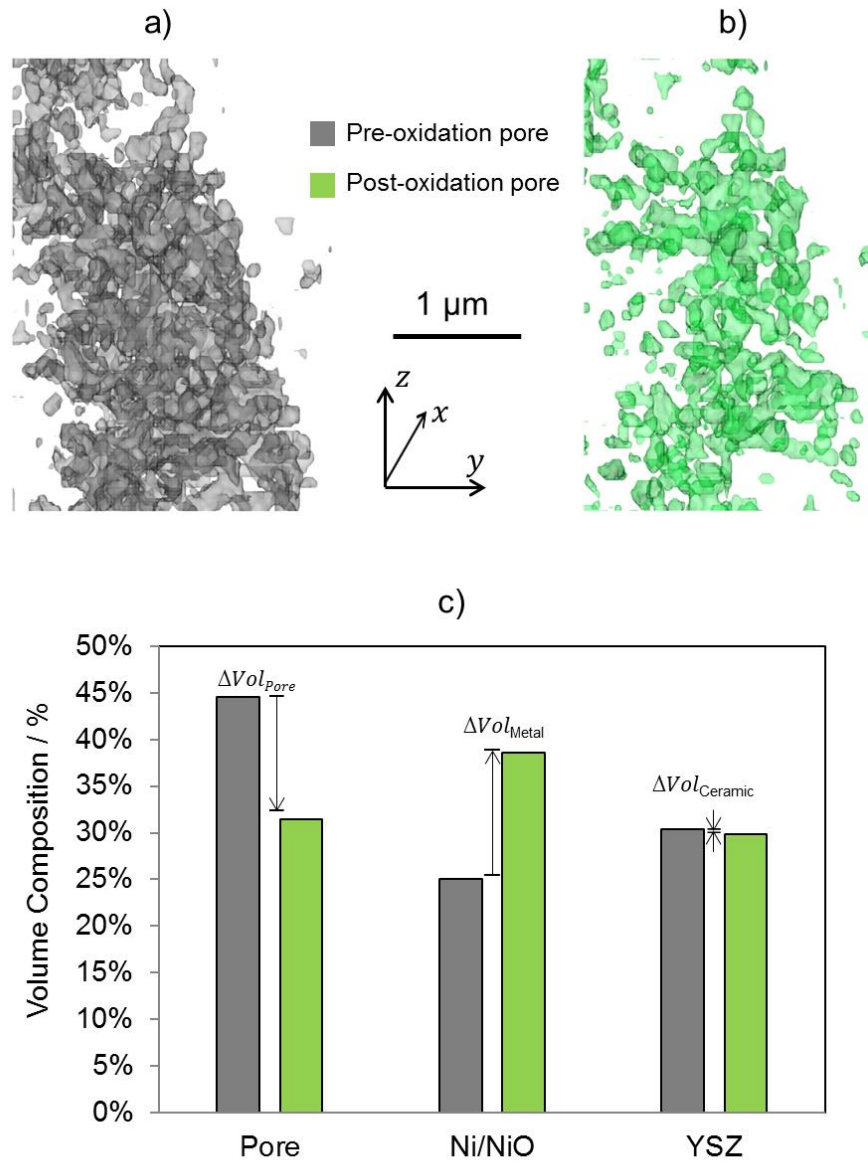 a)
b)
Pre-oxidation pore
Post-oxidation pore
1 µm
z
x
y
c)
Volume Composition / %
50%
45%
40%
35%
30%
25%
20%
15%
10%
5%
0%
ΔVol_Pore
ΔVol_Metal
ΔVol_Ceramic
Pore
Ni/NiO
YSZ